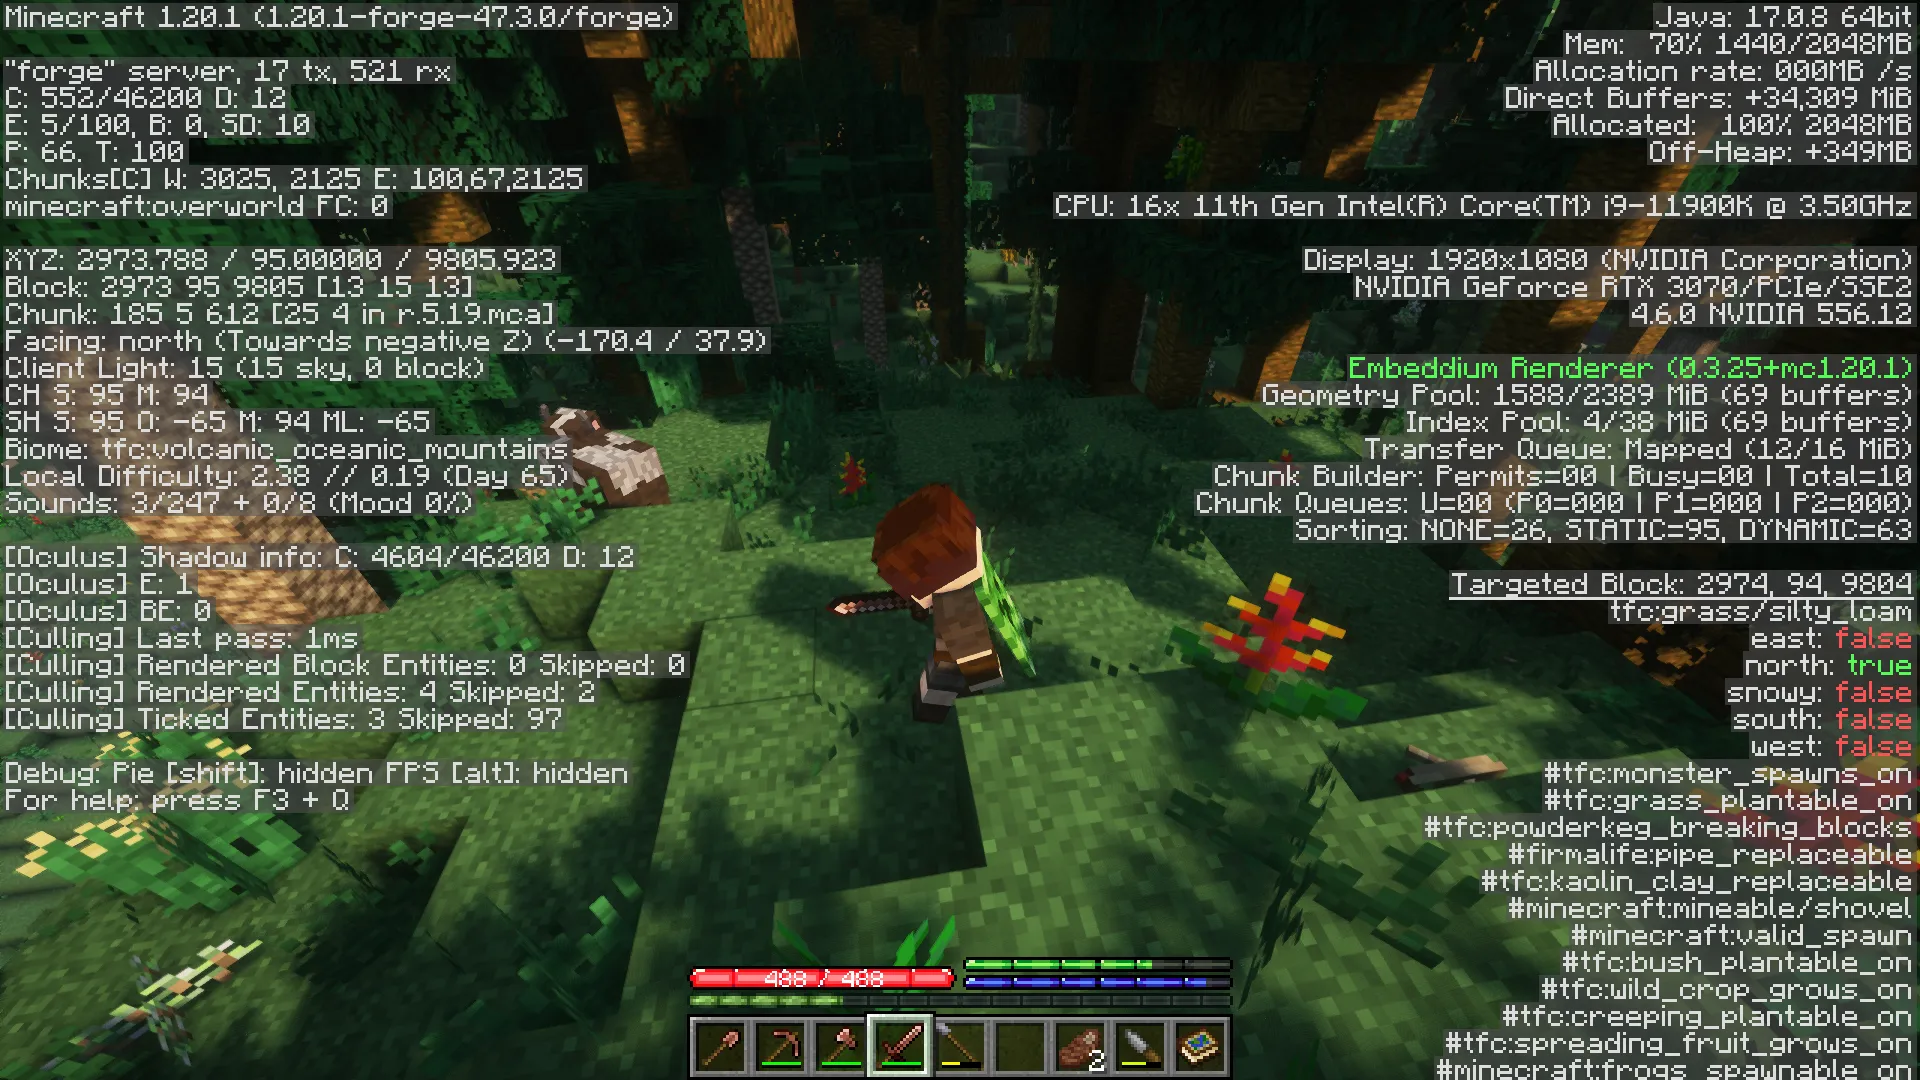 Minecraft 1.20.1 (1.20.1-forge-47.3.0/forge)
"forge" server, 17 tx, 521 rx
C: 552/46200 D: 12
E: 5/100, B: 0, SD: 10
P: 66. T: 100
Chunks[C] W: 3025, 2125 E: 100,67,2125
minecraft:overworld FC: 0
XYZ: 2973.788 / 95.00000 / 9805.923
Block: 2973 95 9805 [13 15 13]
Chunk: 185 5 612 [25 4 in r.5.19.mca]
Facing: north (Towards negative Z) (-170.4 / 37.9)
Client Light: 15 (15 sky, 0 block)
CH S: 95 M: 94
SH S: 95 O: -65 M: 94 ML: -65
Biome: tfc:volcanic_oceanic_mountains
Local Difficulty: 2.38 // 0.19 (Day 65)
Sounds: 3/247 + 0/8 (Mood 0%)
[Oculus] Shadow info: C: 4604/46200 D: 12
[Oculus] E: 1
[Oculus] BE: 0
[Culling] Last pass: 1ms
[Culling] Rendered Block Entities: 0 Skipped: 0
[Culling] Rendered Entities: 4 Skipped: 2
[Culling] Ticked Entities: 3 Skipped: 97
Debug: Pie [shift]: hidden FPS [alt]: hidden
For help: press F3 + Q
Java: 17.0.8 64bit
Mem: 70% 1440/2048MB
Allocation rate: 000MB /s
Direct Buffers: +34,309 MiB
Allocated: 100% 2048MB
Off-Heap: +349MB
CPU: 16x 11th Gen Intel(R) Core(TM) i9-11900K @ 3.50GHz
Display: 1920x1080 (NVIDIA Corporation)
NVIDIA GeForce RTX 3070/PCIe/SSE2
4.6.0 NVIDIA 556.12
Embeddium Renderer (0.3.25+mc1.20.1)
Geometry Pool: 1588/2389 MiB (69 buffers)
Index Pool: 4/38 MiB (69 buffers)
Transfer Queue: Mapped (12/16 MiB)
Chunk Builder: Permits=00 | Busy=00 | Total=10
Chunk Queues: U=00 (P0=000 | P1=000 | P2=000)
Sorting: NONE=26, STATIC=95, DYNAMIC=63
Targeted Block: 2974, 94, 9804
tfc:grass/silty_loam
east: false
north: true
snowy: false
south: false
west: false
#tfc:monster_spawns_on
#tfc:grass_plantable_on
#tfc:powderkeg_breaking_blocks
#firmalife:pipe_replaceable
#tfc:kaolin_clay_replaceable
#minecraft:mineable/shovel
#minecraft:valid_spawn
#tfc:bush_plantable_on
#tfc:wild_crop_grows_on
#tfc:creeping_plantable_on
#tfc:spreading_fruit_grows_on
#minecraft:frogs_spawnable_on
488 / 488
2